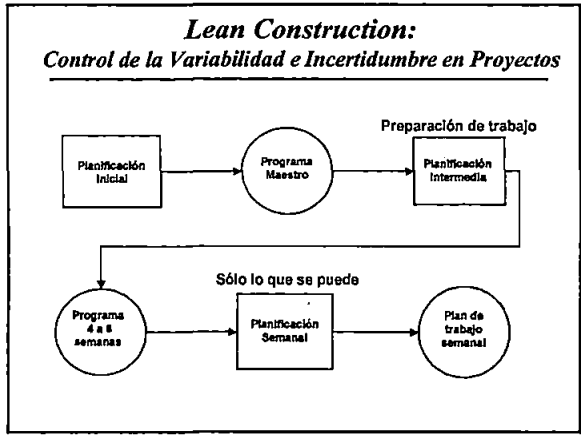 Lean Construction:
Control de la Variabilidad e Incertidumbre en Proyectos
Preparación de trabajo
Planificación
Inicial
Programa
Maestro
Planificación
Intermedia
Sólo lo que se puede
Programa
4 a 6
semanas
Planificación
Semanal
Plan de
trabajo
semanal